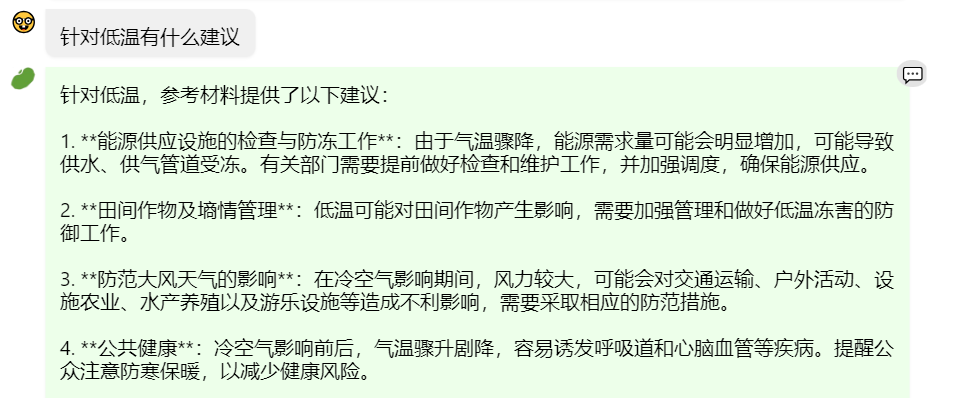 针对低温有什么建议
针对低温，参考材料提供了以下建议：
1. **能源供应设施的检查与防冻工作**：由于气温骤降，能源需求量可能会明显增加，可能导致
供水、供气管道受冻。有关部门需要提前做好检查和维护工作，并加强调度，确保能源供应。
2. **田间作物及墒情管理**：低温可能对田间作物产生影响，需要加强管理和做好低温冻害的防
御工作。
3. **防范大风天气的影响**：在冷空气影响期间，风力较大，可能会对交通运输、户外活动、设
施农业、水产养殖以及游乐设施等造成不利影响，需要采取相应的防范措施。
4. **公共健康**：冷空气影响前后，气温骤升剧降，容易诱发呼吸道和心脑血管等疾病。提醒公
众注意防寒保暖，以减少健康风险。